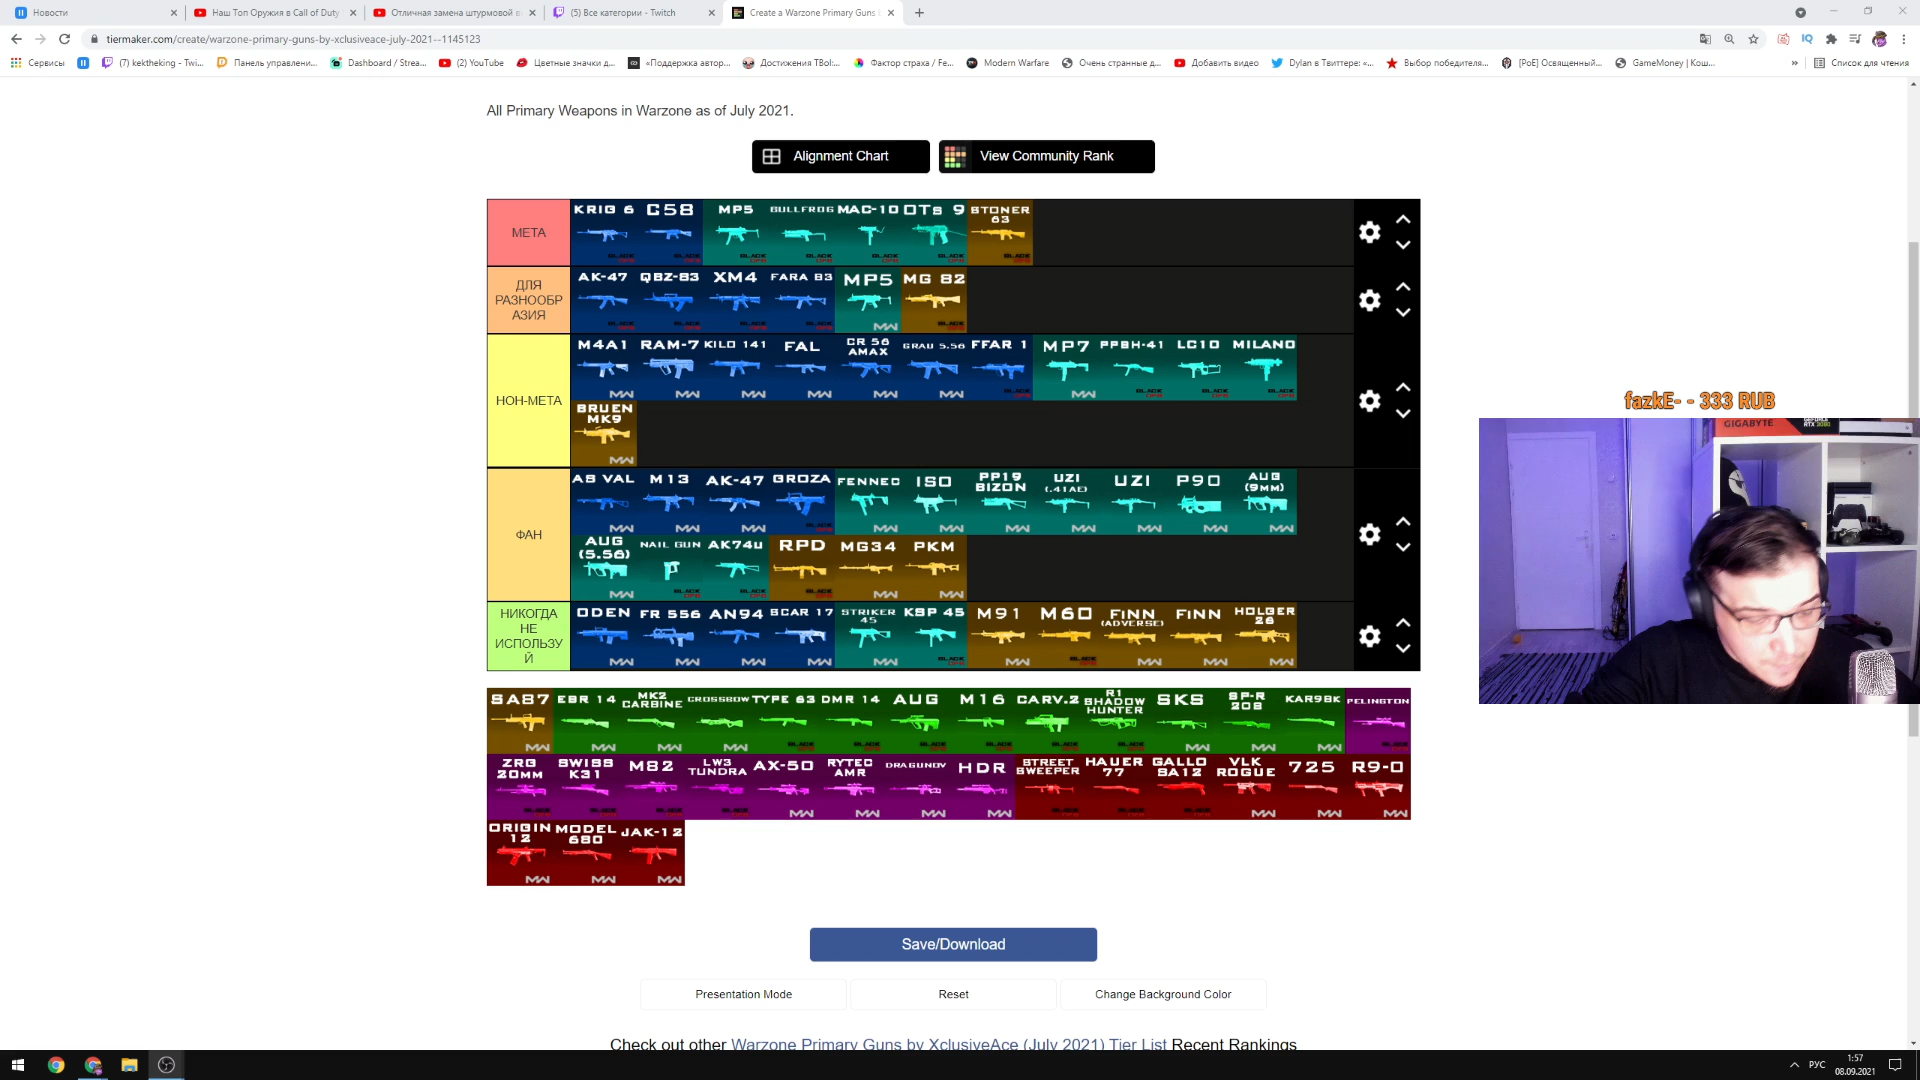 Новости
Наш Топ Оружия в Call of Duty
Отличная замена штурмовой в
(5) Все категории - Twitch
Create a Warzone Primary Guns
tiermaker.com/create/warzone-primary-guns-by-xclusiveace-july-2021--1145123
Сервисы
(7) kektheking - Twi...
Панель управлени...
Dashboard / Strea...
(2) YouTube
Цветные значки д...
«Поддержка автор...
Достижения TBol:...
Фактор страха / Fe...
Modern Warfare
Очень странные д...
Добавить видео
Dylan в Твиттере: «...
Выбор победителя...
[PoE] Освященный...
GameMoney | Кош...
»
Список для чтения
All Primary Weapons in Warzone as of July 2021.
Alignment Chart
View Community Rank
МЕТА
KRIG 6
C58
MP5
BULLFROG
MAC-10
OTs 9
STONER 63
ДЛЯ РАЗНООБРАЗИЯ
AK-47
QBZ-83
XM4
FARA 83
MP5
MG 82
НОН-МЕТА
M4A1
RAM-7
KILO 141
FAL
CR 56 AMAX
GRAU 5.56
FFAR 1
MP7
PPSH-41
LC10
MILANO
BRUEN MK9
ФАН
AS VAL
M13
AK-47
GROZA
FENNEC
ISO
PP19 BIZON
UZI (.41AE)
UZI
P90
AUG (9MM)
AUG (5.56)
NAIL GUN
AK74u
RPD
MG34
PKM
НИКОГДА НЕ ИСПОЛЬЗУЙ
ODEN
FR 556
AN94
SCAR 17
STRIKER 45
KSP 45
M91
M60
FiNN (ADVERSE)
FiNN
HOLGER 26
SA87
EBR 14
MK2 CARBINE
CROSSBOW
TYPE 63
DMR 14
AUG
M16
CARV.2
R1 SHADOW HUNTER
SKS
SP-R 208
KAR98K
PELINGTON
ZRG 20MM
SWISS K31
M82
LW3 TUNDRA
AX-50
RYTEC AMR
DRAGUNOV
HDR
STREET SWEEPER
HAUER 77
GALLO SA12
VLK ROGUE
725
R9-0
ORIGIN 12
MODEL 680
JAK-12
fazkE- - 333 RUB
GIGABYTE
GEFORCE RTX 3080
Save/Download
Presentation Mode
Reset
Change Background Color
Check out other Warzone Primary Guns by XclusiveAce (July 2021) Tier List Recent Rankings
РУС
1:57
08.09.2021